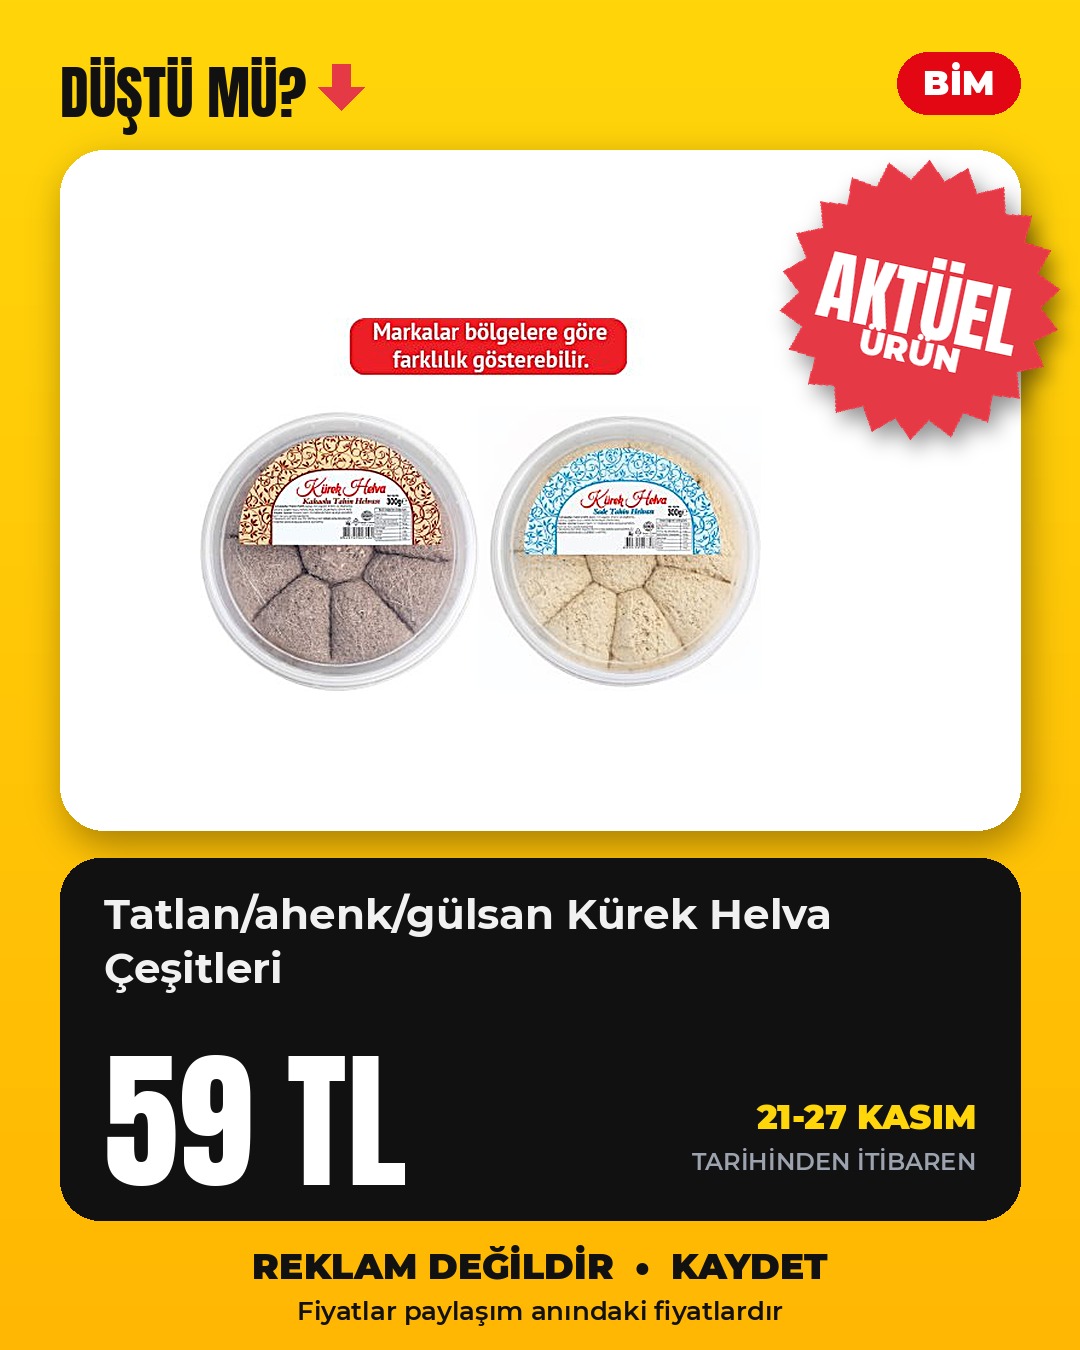 DÜŞTÜ MÜ?
BİM
AKTÜEL
ÜRÜN
Markalar bölgelere göre
farklılık gösterebilir.
Kürek Helva
Kakaolu Tahin Helvası
300g
Kürek Helva
Sade Tahin Helvası
300g
Tatlan/ahenk/gülsan Kürek Helva
Çeşitleri
59 TL
21-27 KASIM
TARİHİNDEN İTİBAREN
REKLAM DEĞİLDİR • KAYDET
Fiyatlar paylaşım anındaki fiyatlardır